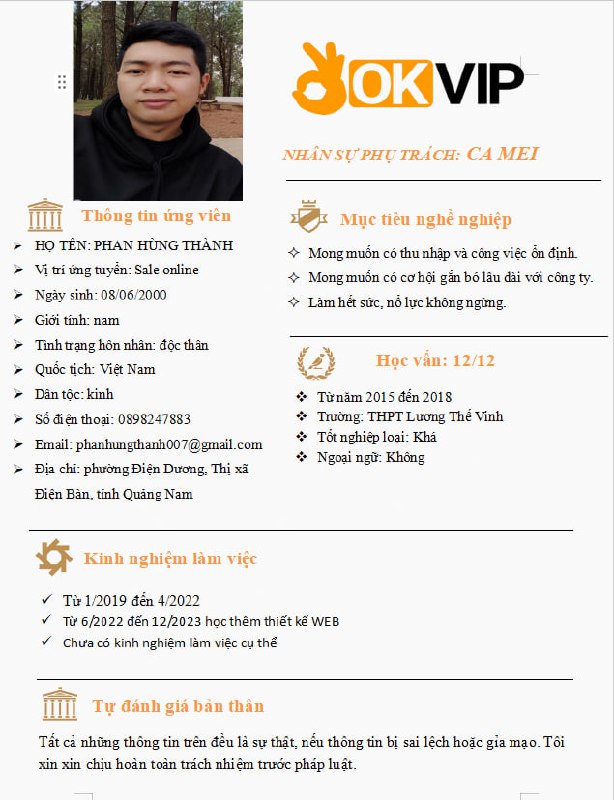 OKVIP
NHÂN SỰ PHỤ TRÁCH: CA MEI
Thông tin ứng viên
HỌ TÊN: PHAN HÙNG THÀNH
Vị trí ứng tuyển: Sale online
Ngày sinh: 08/06/2000
Giới tính: nam
Tình trạng hôn nhân: độc thân
Quốc tịch: Việt Nam
Dân tộc: kinh
Số điện thoại: 0898247883
Email: phanhungthanh007@gmail.com
Địa chỉ: phường Điện Dương, Thị xã
Điện Bàn, tỉnh Quảng Nam
Mục tiêu nghề nghiệp
Mong muốn có thu nhập và công việc ổn định.
Mong muốn có cơ hội gắn bó lâu dài với công ty.
Làm hết sức, nổ lực không ngừng.
Học vấn: 12/12
Từ năm 2015 đến 2018
Trường: THPT Lương Thế Vinh
Tốt nghiệp loại: Khá
Ngoại ngữ: Không
Kinh nghiệm làm việc
Từ 1/2019 đến 4/2022
Từ 6/2022 đến 12/2023 học thêm thiết kế WEB
Chưa có kinh nghiệm làm việc cụ thể
Tự đánh giá bản thân
Tất cả những thông tin trên đều là sự thật, nếu thông tin bị sai lệch hoặc gỉa mạo. Tôi
xin xin chịu hoàn toàn trách nhiệm trước pháp luật.